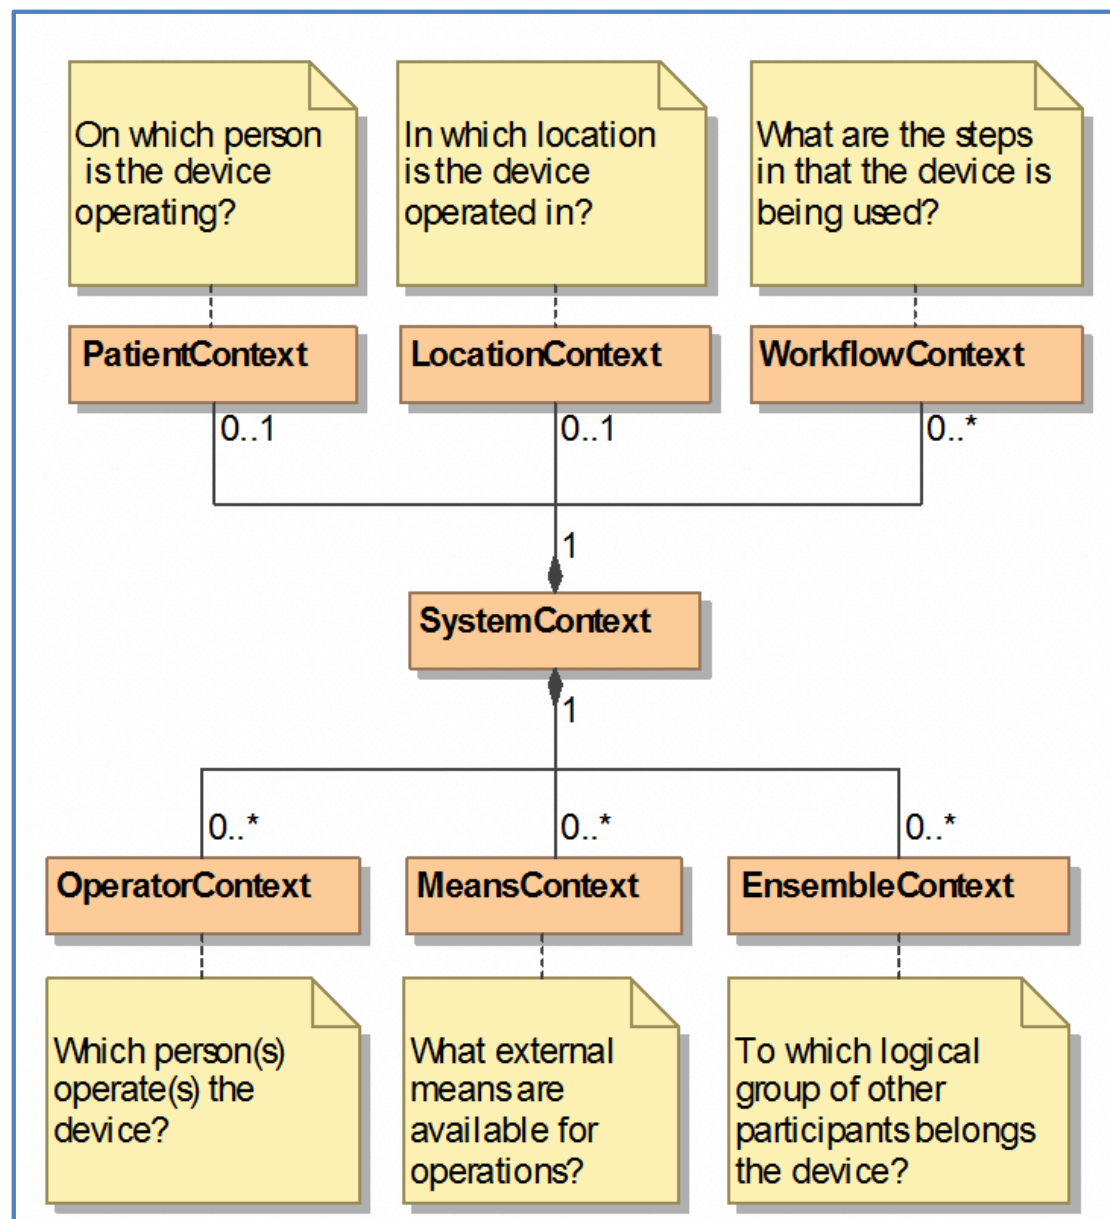 On which person
is the device
operating?
In which location
is the device
operated in?
What are the steps
in that the device is
being used?
PatientContext
LocationContext
WorkflowContext
0..1
0..1
0..*
1
SystemContext
1
0..*
0..*
0..*
OperatorContext
MeansContext
EnsembleContext
Which person(s)
operate(s) the
device?
What external
means are
available for
operations?
To which logical
group of other
participants belongs
the device?